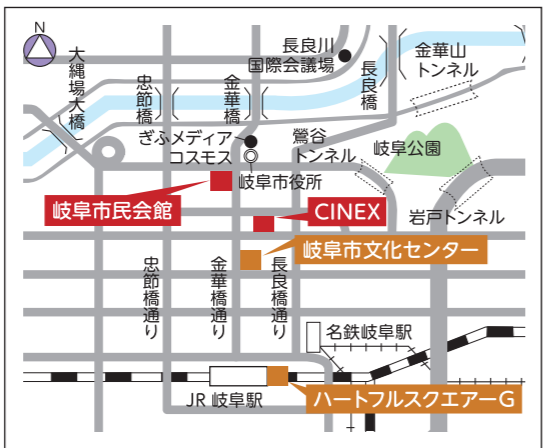 N
大縄場大橋
忠節橋
金華橋
長良川
国際会議場
長良橋
金華山
トンネル
ぎふメディア
コスモス
鶯谷
トンネル
岐阜公園
岐阜市役所
岐阜市民会館
CINEX
岩戸トンネル
岐阜市文化センター
忠節橋通り
金華橋通り
長良橋通り
名鉄岐阜駅
JR 岐阜駅
ハートフルスクエアーG